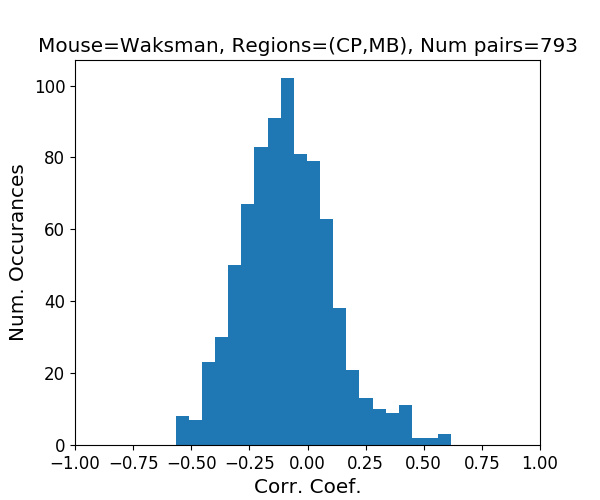 Mouse=Waksman, Regions=(CP,MB), Num pairs=793
100
80
60
40
20
0
Num. Occurances
−1.00 −0.75 −0.50 −0.25 0.00 0.25 0.50 0.75 1.00
Corr. Coef.